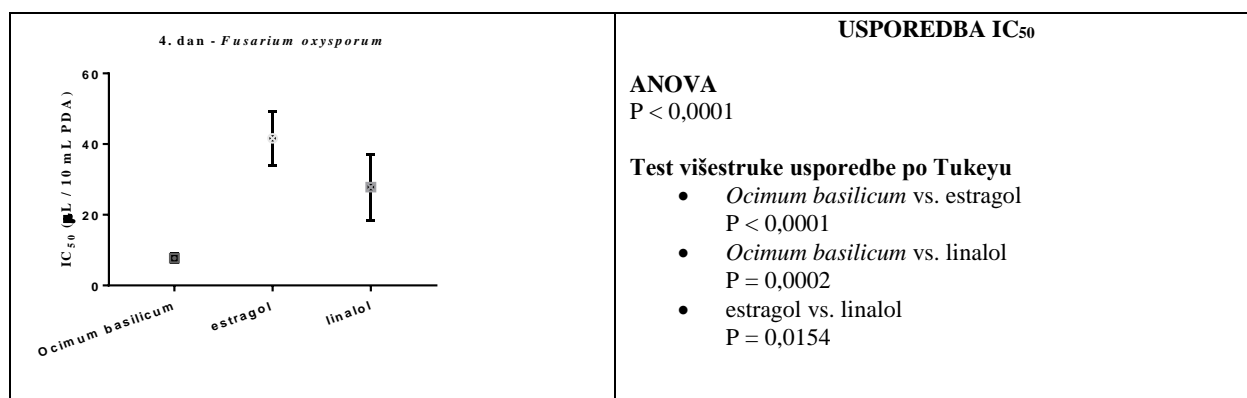 4. dan - Fusarium oxysporum
IC50 (µL / 10 mL PDA)
60
40
20
0
Ocimum basilicum
estragol
linalol
USPOREDBA IC50
ANOVA
P < 0,0001
Test višestruke usporedbe po Tukeyu
• Ocimum basilicum vs. estragol
P < 0,0001
• Ocimum basilicum vs. linalol
P = 0,0002
• estragol vs. linalol
P = 0,0154